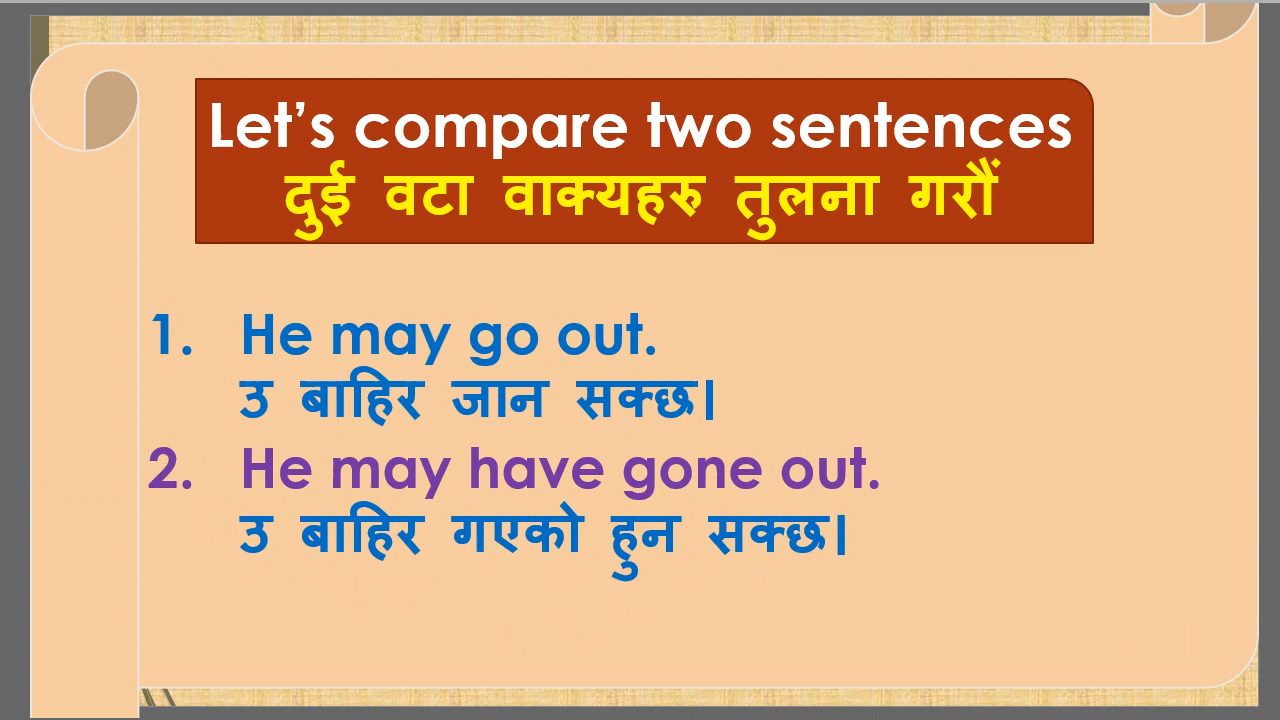 Let's compare two sentences
दुई वटा वाक्यहरु तुलना गरौं
1. He may go out.
उ बाहिर जान सक्छ।
2. He may have gone out.
उ बाहिर गएको हुन सक्छ।